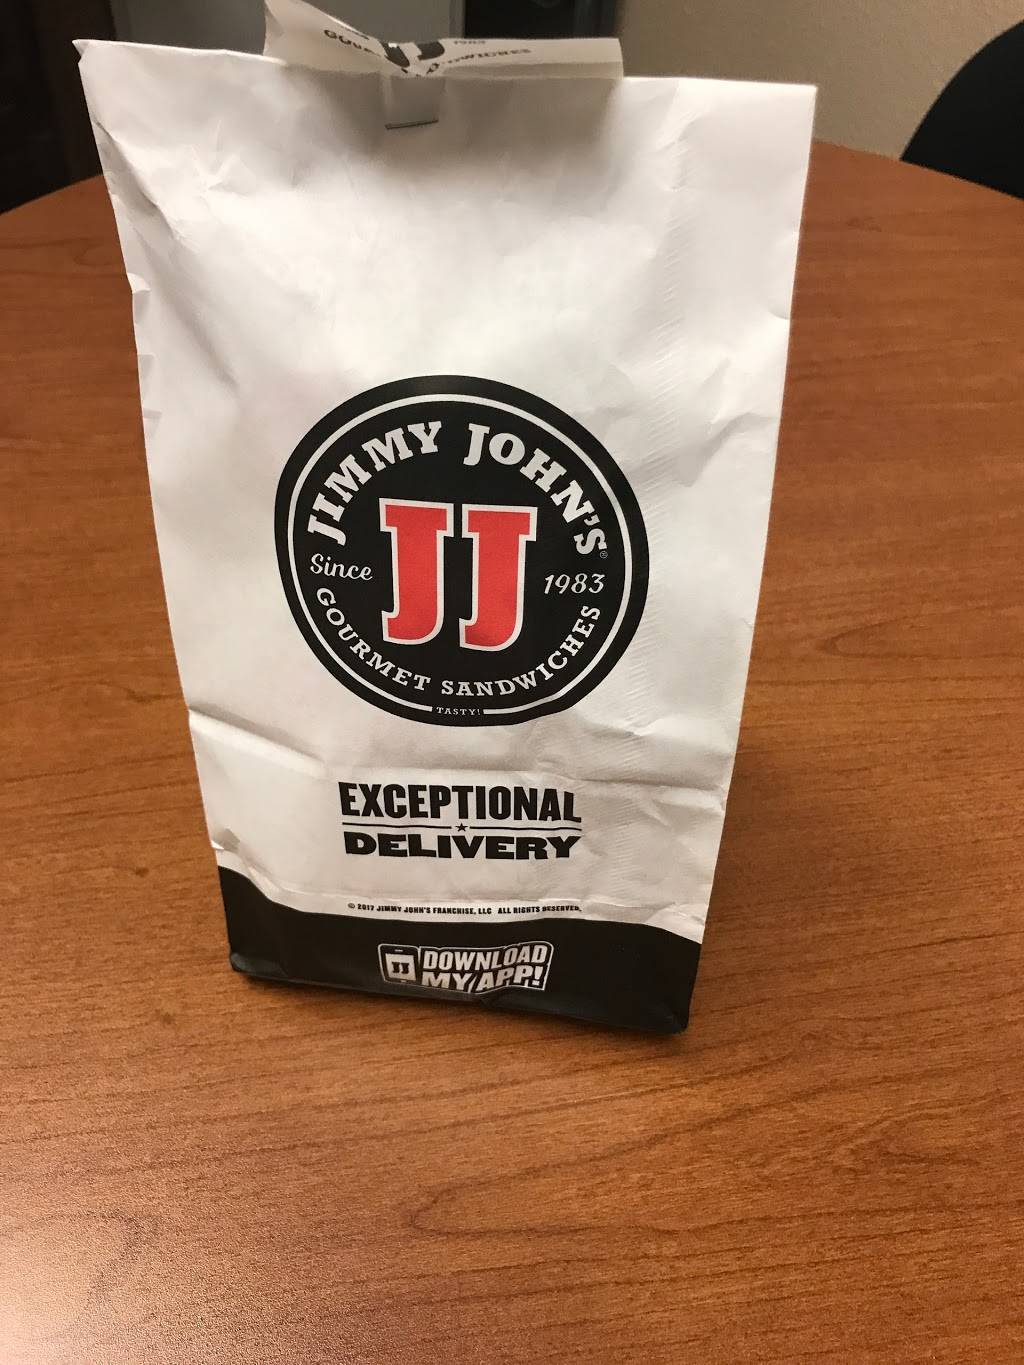 JIMMY JOHN'S®
JJ
Since 1983
GOURMET SANDWICHES
TASTY!
EXCEPTIONAL
DELIVERY
© 2017 JIMMY JOHN'S FRANCHISE, LLC ALL RIGHTS RESERVED.
JJ
DOWNLOAD
MY APP!